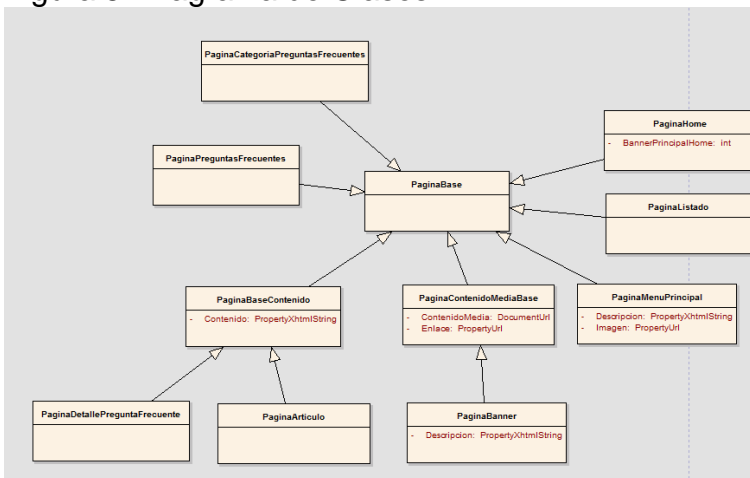 PaginaCategoriaPreguntasFrecuentes
PaginaHome
- BannerPrincipalHome: int
PaginaPreguntasFrecuentes
PaginaBase
PaginaListado
PaginaBaseContenido
- Contenido: PropertyXhtmlString
PaginaContenidoMediaBase
- ContenidoMedia: DocumentUrl
- Enlace: PropertyUrl
PaginaMenuPrincipal
- Descripcion: PropertyXhtmlString
- Imagen: PropertyUrl
PaginaDetallePreguntaFrecuente
PaginaArticulo
PaginaBanner
- Descripcion: PropertyXhtmlString